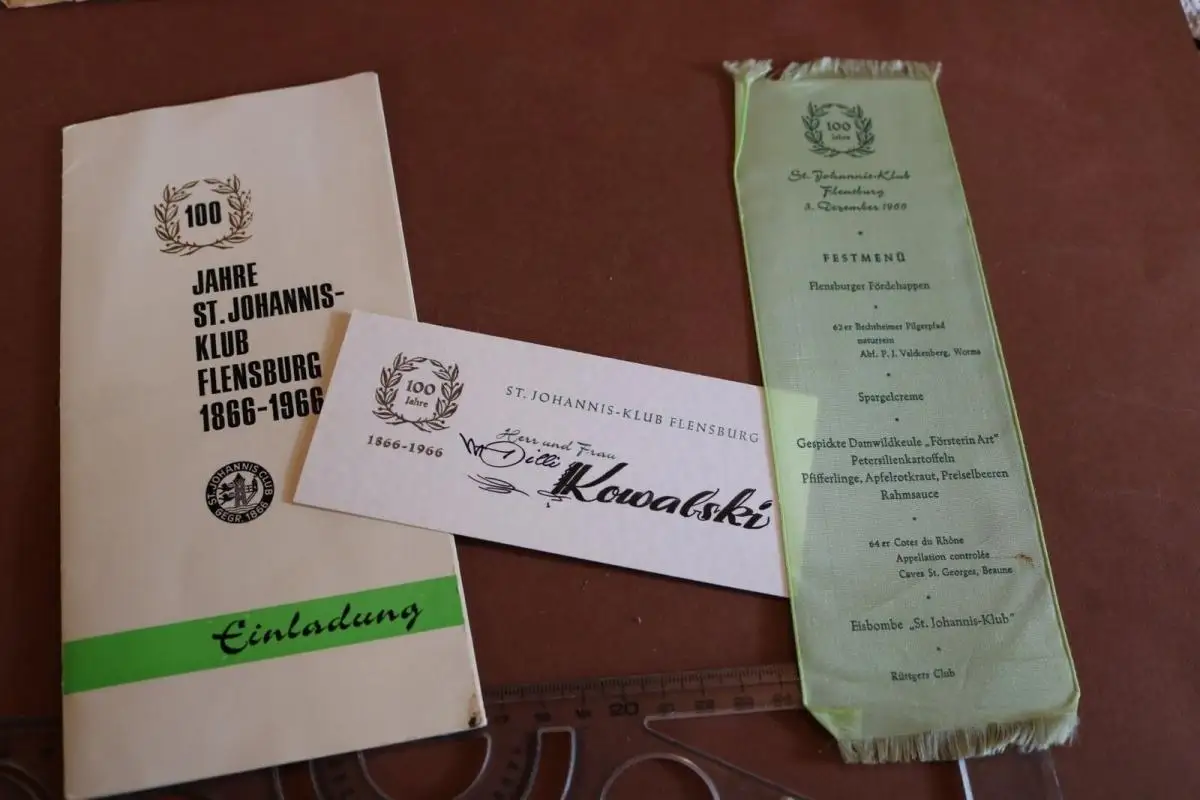 100
JAHRE
ST. JOHANNIS-
KLUB
FLENSBURG
1866-1966
ST. JOHANNIS CLUB
GEGR. 1866
Einladung
100
Jahre
1866-1966
ST. JOHANNIS-KLUB FLENSBURG
Herr und Frau
Willi
Kowalski
100
Jahre
St. Johannis-Klub
Flensburg
3. Dezember 1966
FESTMENÜ
Flensburger Fördehappen
62er Bechtheimer Pilgerpfad
naturrein
Abf. P. J. Valckenberg, Worms
Spargelcreme
Gespickte Damwildkeule „Försterin Art"
Petersilienkartoffeln
Pfifferlinge, Apfelrotkraut, Preiselbeeren
Rahmsauce
64er Cotes du Rhône
Appellation controlée
Caves St. Georges, Beaune
Eisbombe „St. Johannis-Klub"
Rüttgers Club
20